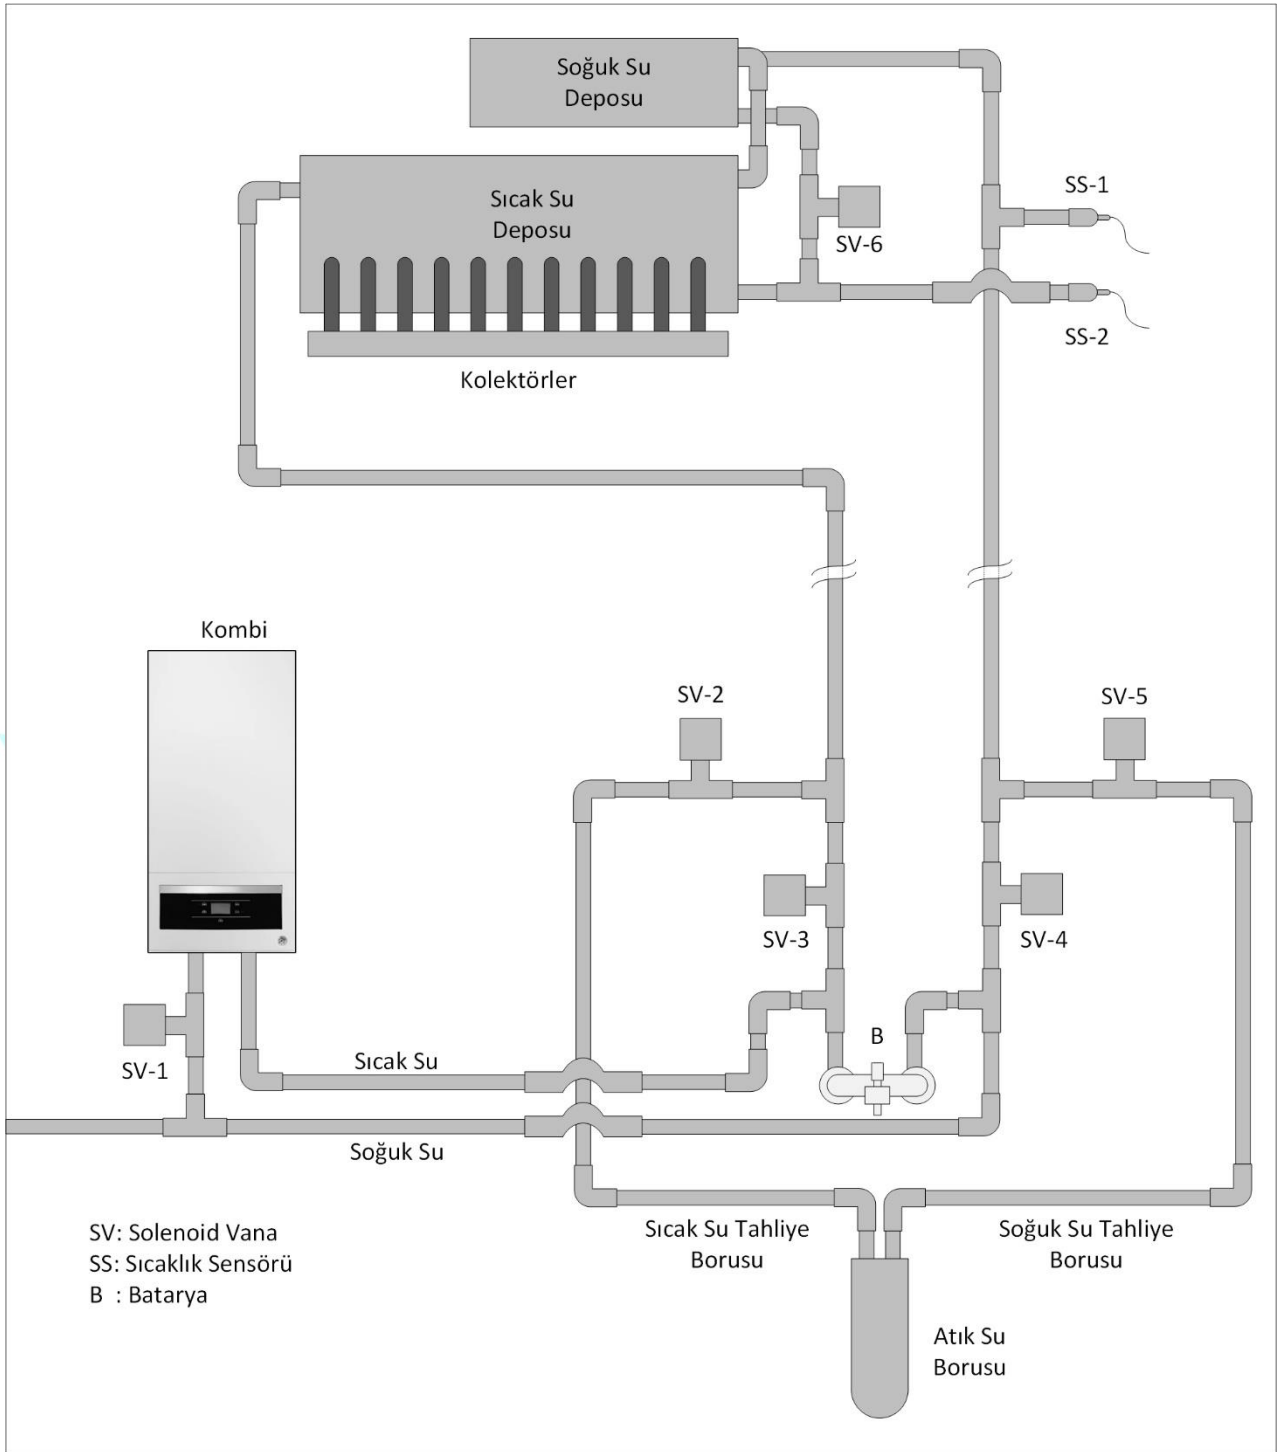 Soğuk Su
Deposu
Sıcak Su
Deposu
SS-1
SV-6
SS-2
Kolektörler
Kombi
SV-2
SV-5
SV-3
SV-4
B
SV-1
Sıcak Su
Soğuk Su
SV: Solenoid Vana
SS: Sıcaklık Sensörü
B : Batarya
Sıcak Su Tahliye
Borusu
Soğuk Su Tahliye
Borusu
Atık Su
Borusu